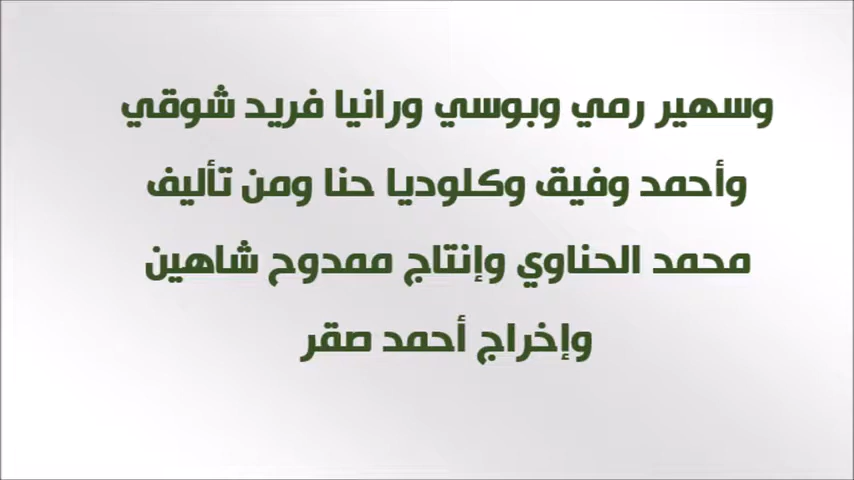 وسهير رمي وبوسي ورانيا فريد شوقي
وأحمد وفيق وكلوديا حنا ومن تأليف
محمد الحناوي وإنتاج ممدوح شاهين
وإخراج أحمد صقر